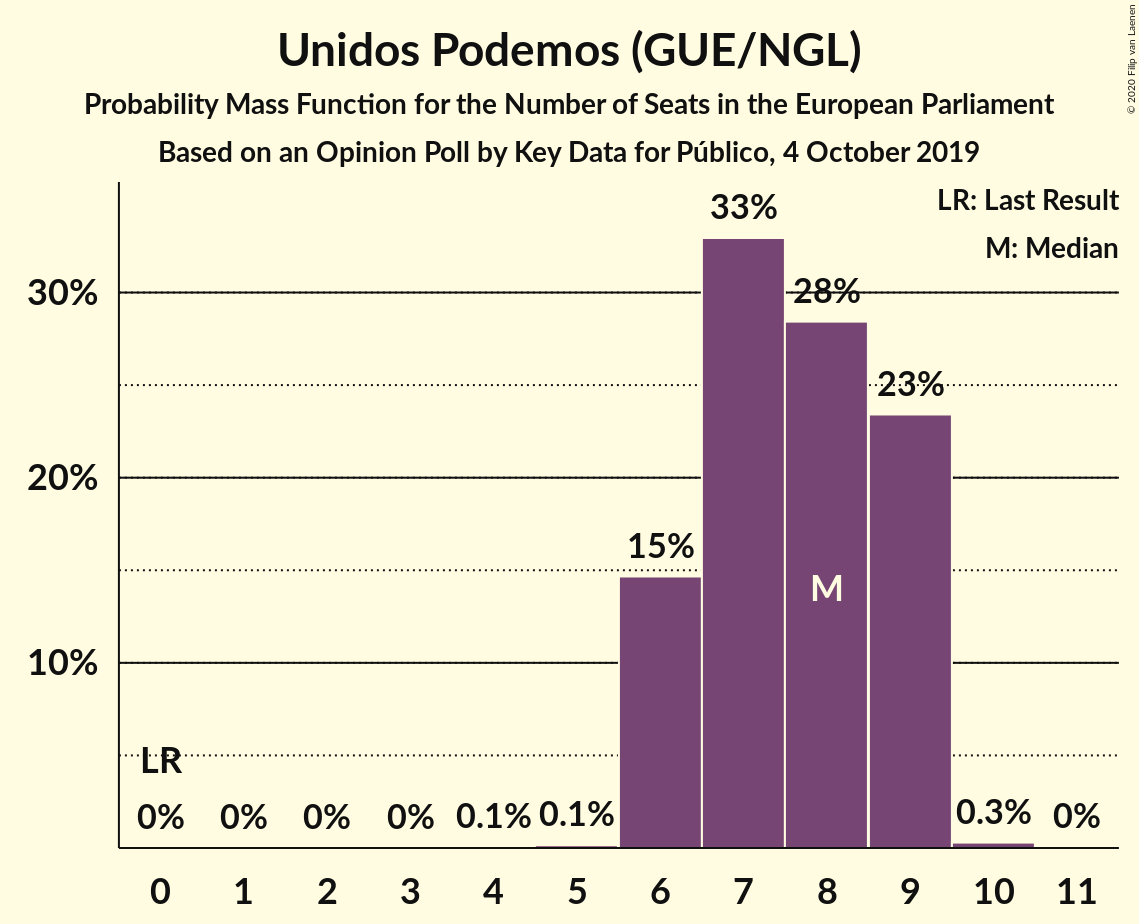 Unidos Podemos (GUE/NGL)
Probability Mass Function for the Number of Seats in the European Parliament
Based on an Opinion Poll by Key Data for Público, 4 October 2019
© 2020 Filip van Laenen
LR: Last Result
M: Median
33%
30%
28%
23%
20%
15%
M
10%
LR
0% 0% 0% 0% 0.1% 0.1% 0.3% 0%
0 1 2 3 4 5 6 7 8 9 10 11